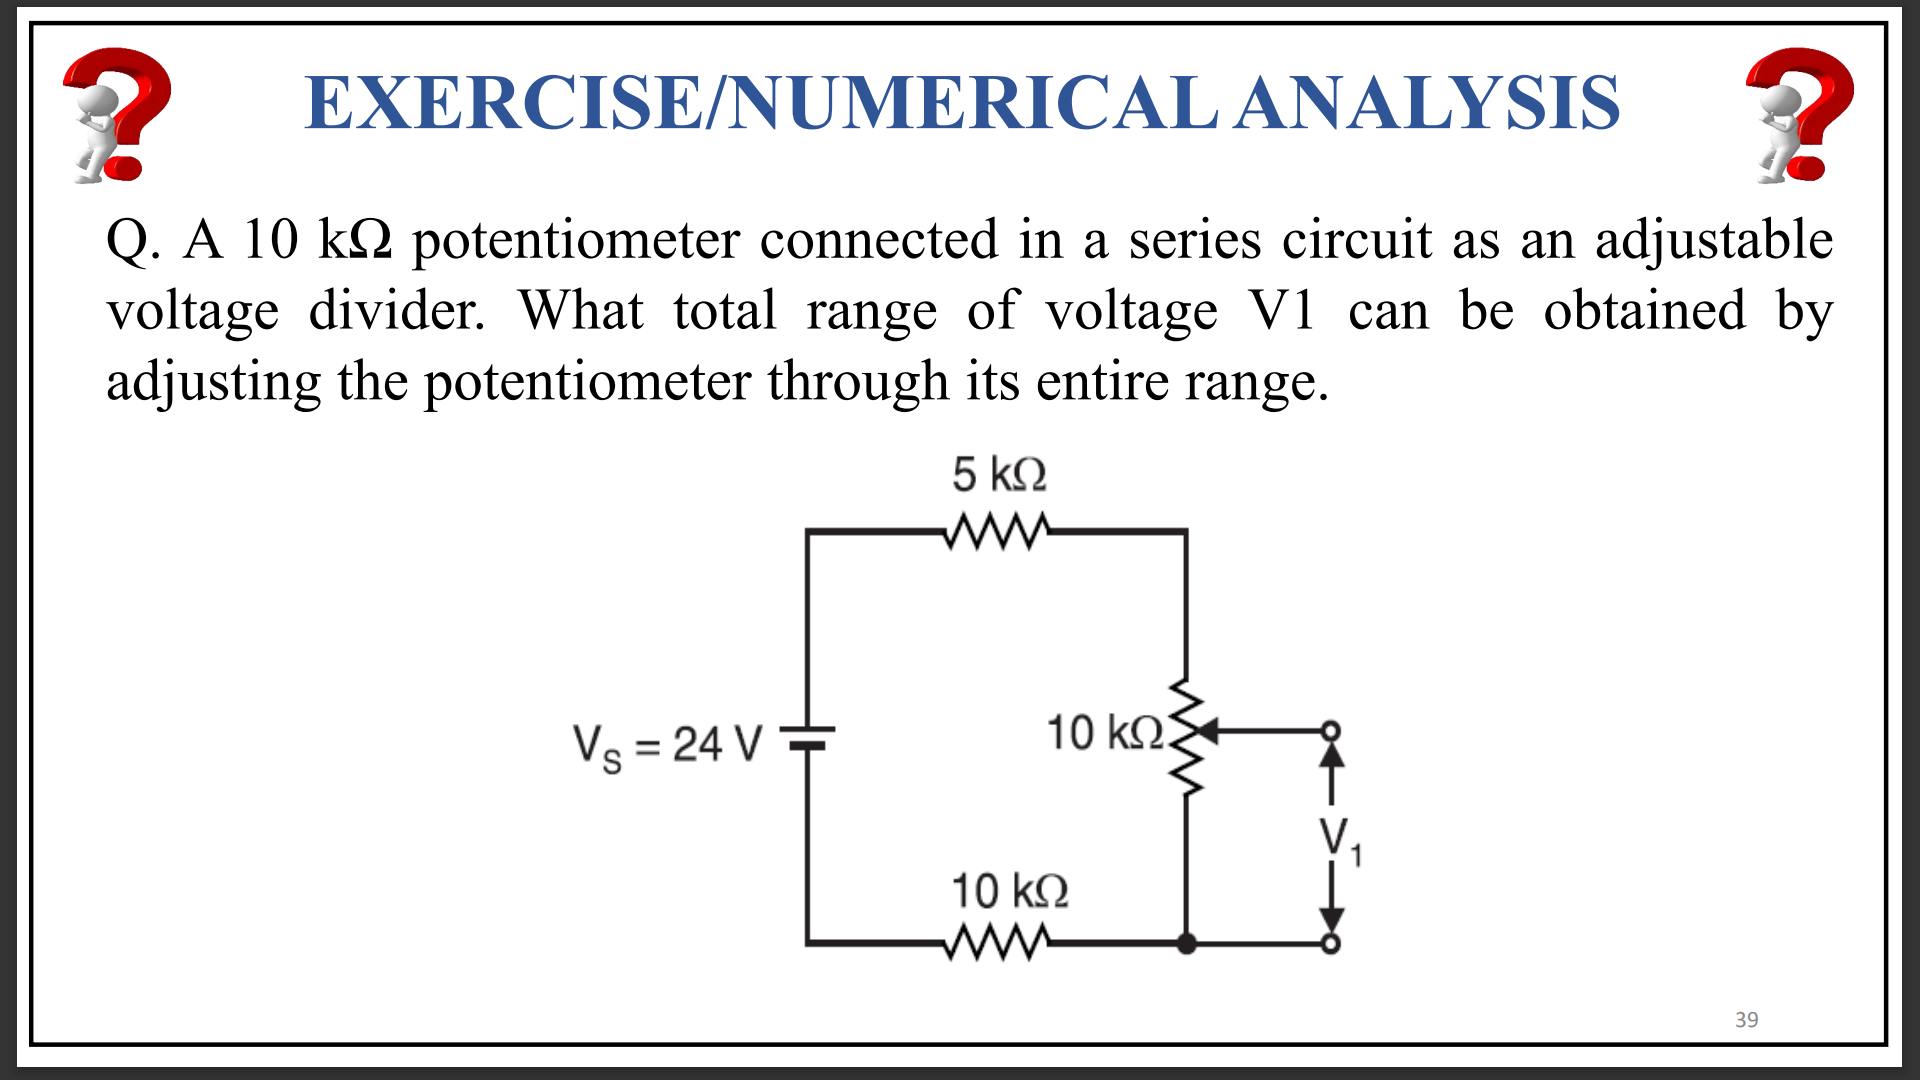 EXERCISE/NUMERICAL ANALYSIS
Q. A 10 kΩ potentiometer connected in a series circuit as an adjustable
voltage divider. What total range of voltage V1 can be obtained by
adjusting the potentiometer through its entire range.
5 kΩ
10 kΩ
V_S = 24 V
V_1
10 kΩ
39